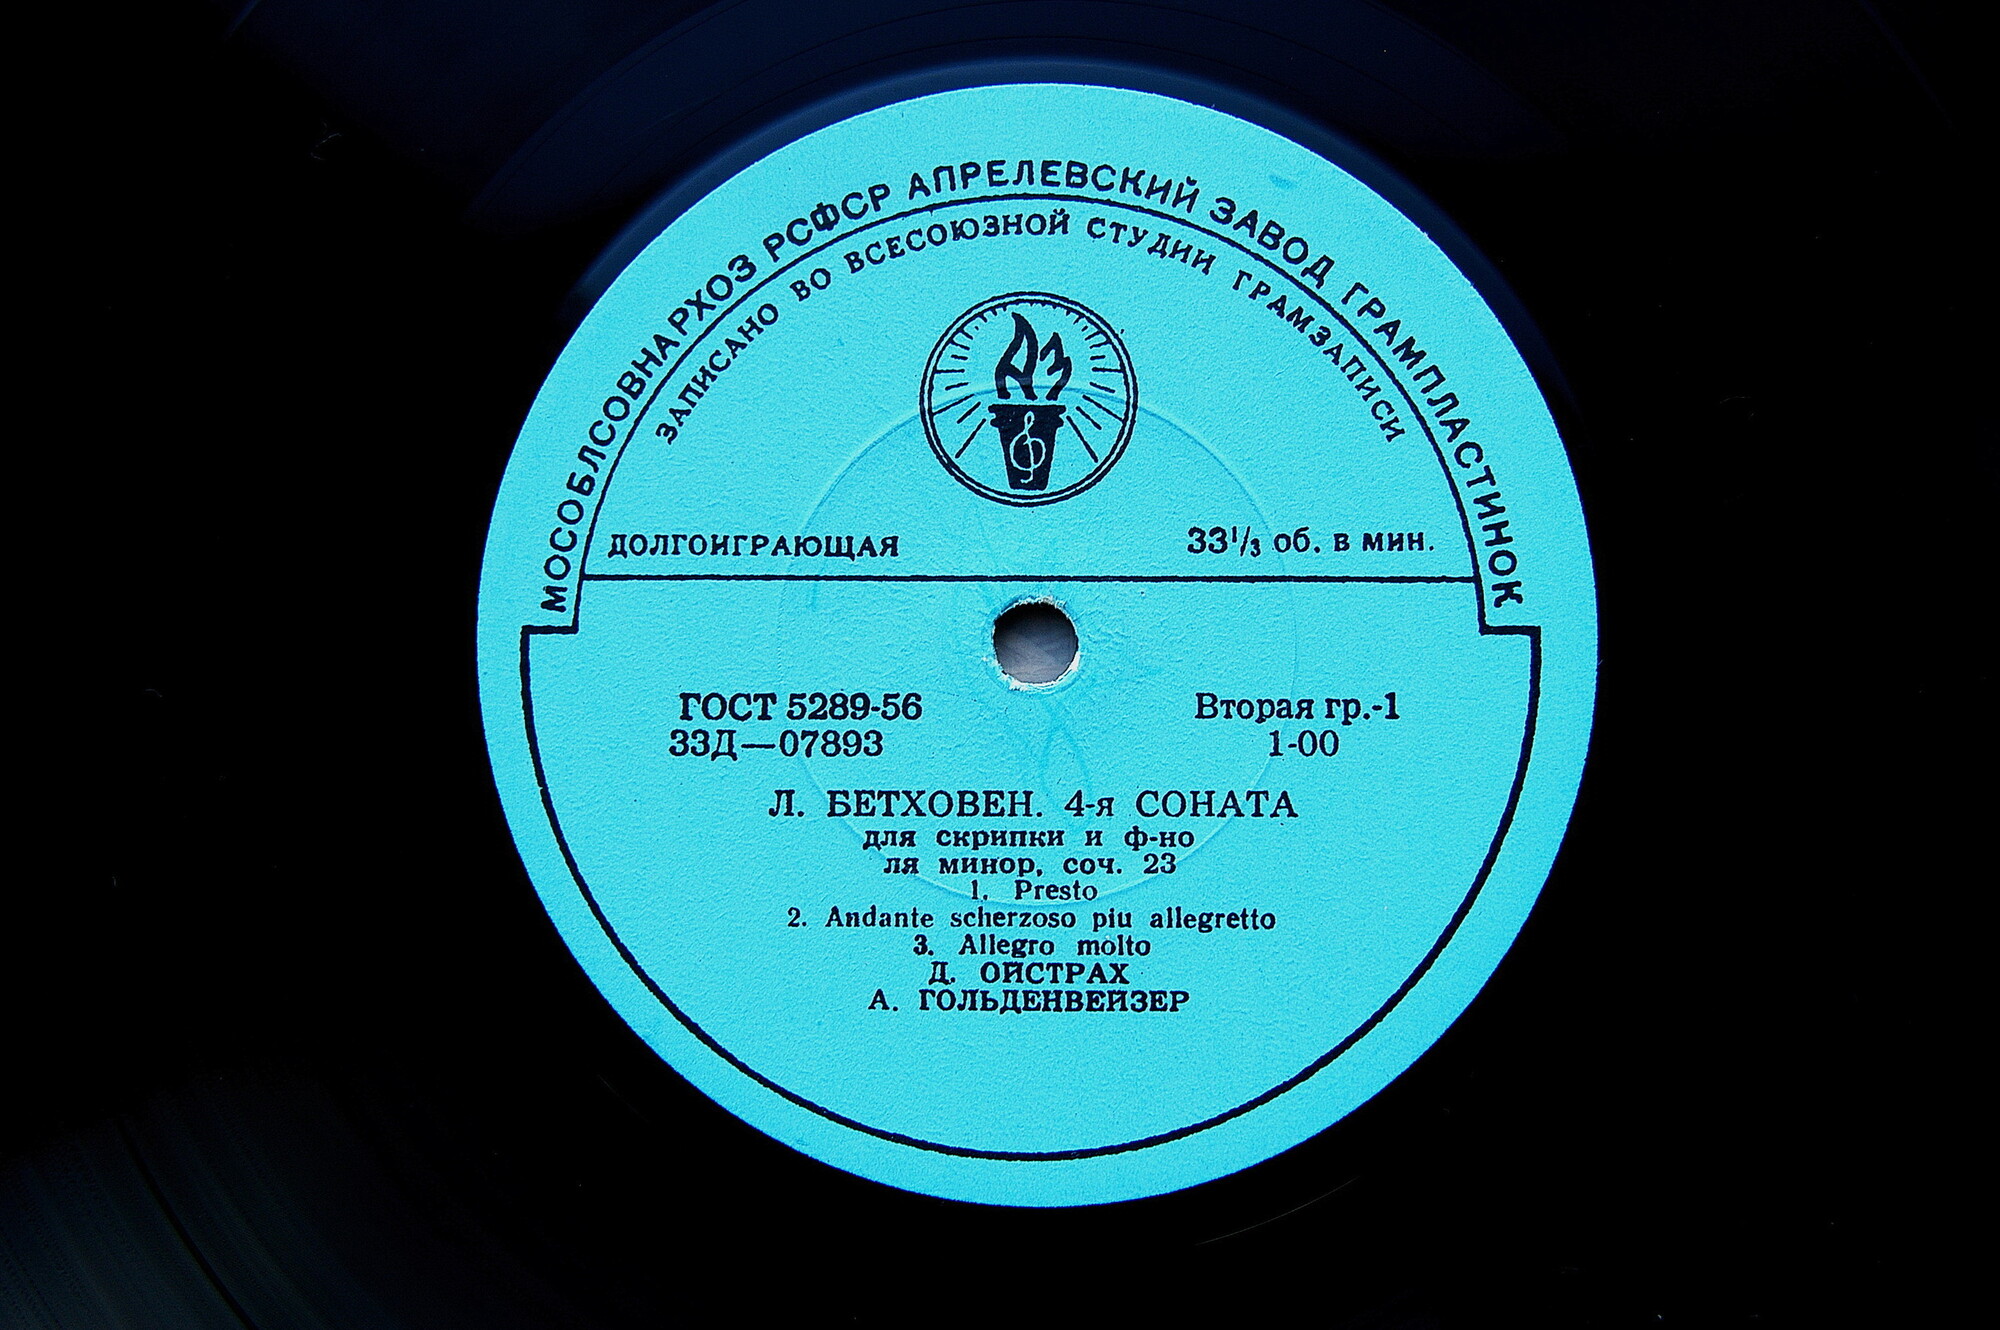 МОСОБЛСОВНАРХОЗ РСФСР АПРЕЛЕВСКИЙ ЗАВОД ГРАМПЛАСТИНОК
ЗАПИСАНО ВО ВСЕСОЮЗНОЙ СТУДИИ ГРАМЗАПИСИ
АЗ
ДОЛГОИГРАЮЩАЯ 33⅓ об. в мин.
ГОСТ 5289-56 Вторая гр.-1
33Д—07893 1-00
Л. БЕТХОВЕН. 4-я СОНАТА
для скрипки и ф-но
ля минор, соч. 23
1. Presto
2. Andante scherzoso piu allegretto
3. Allegro molto
Д. ОЙСТРАХ
А. ГОЛЬДЕНВЕЙЗЕР